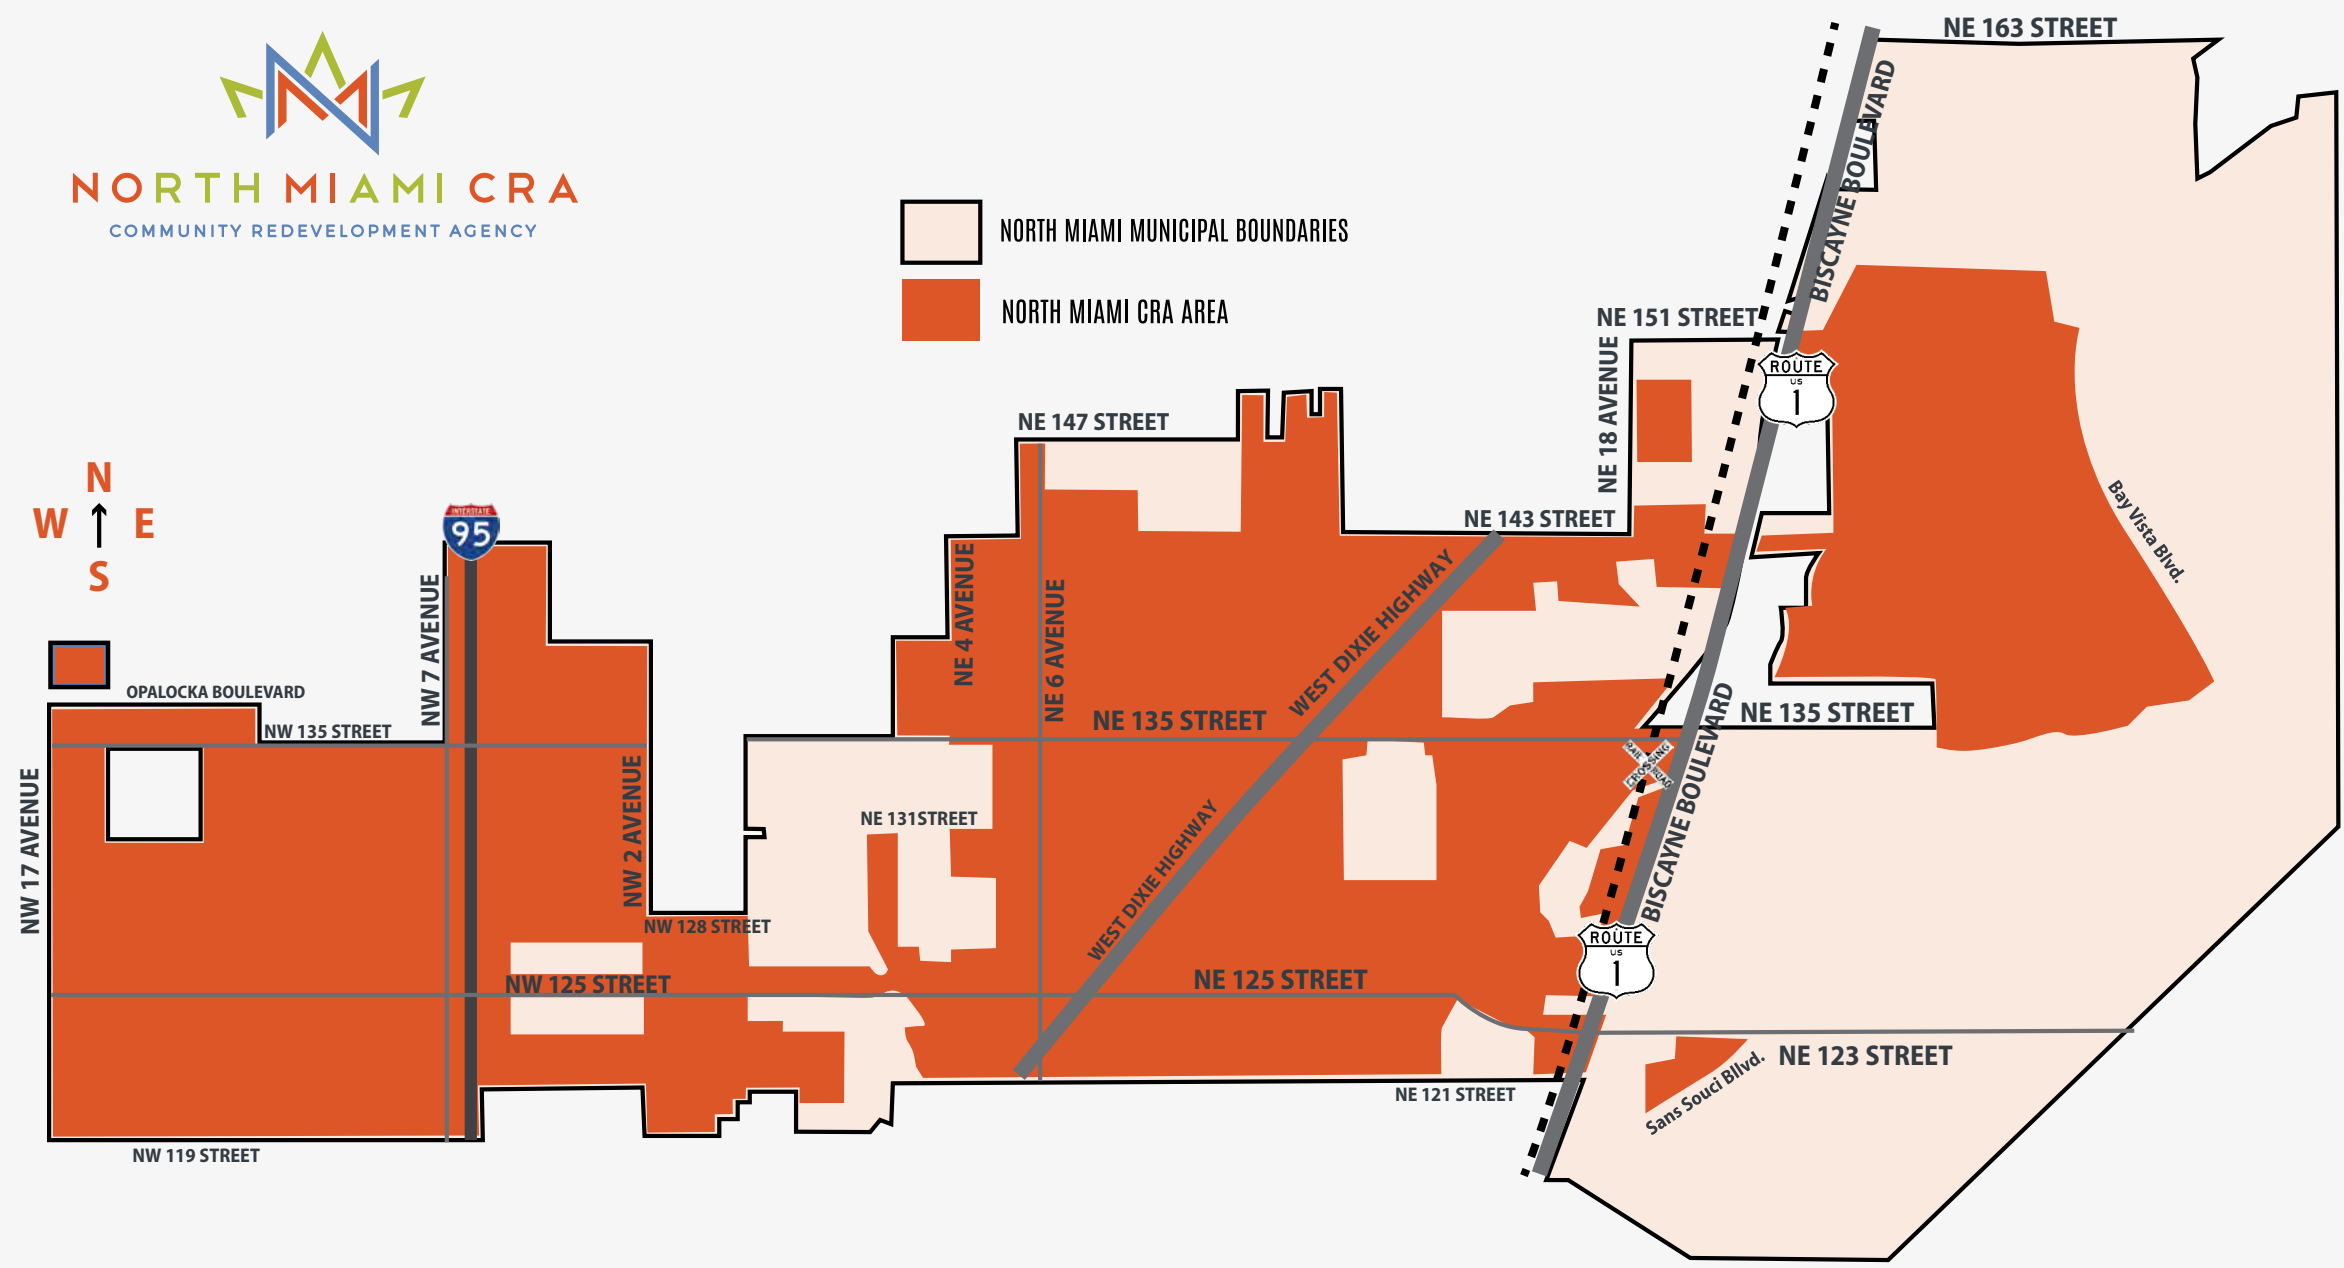 NE 163 STREET
BISCAYNE BOULEVARD
NORTH MIAMI CRA
COMMUNITY REDEVELOPMENT AGENCY
NORTH MIAMI MUNICIPAL BOUNDARIES
NORTH MIAMI CRA AREA
NE 151 STREET
NE 18 AVENUE
ROUTE
US
1
NE 147 STREET
N
W E
S
INTERSTATE
95
NE 143 STREET
Bay Vista Blvd.
NW 7 AVENUE
NE 4 AVENUE
NE 6 AVENUE
WEST DIXIE HIGHWAY
OPALOCKA BOULEVARD
NW 135 STREET
NE 135 STREET
NE 135 STREET
RAIL
CROSSING
ROAD
BISCAYNE BOULEVARD
NW 17 AVENUE
NW 2 AVENUE
NE 131STREET
WEST DIXIE HIGHWAY
NW 128 STREET
ROUTE
US
1
NW 125 STREET
NE 125 STREET
NE 123 STREET
Sans Souci Bllvd.
NE 121 STREET
NW 119 STREET